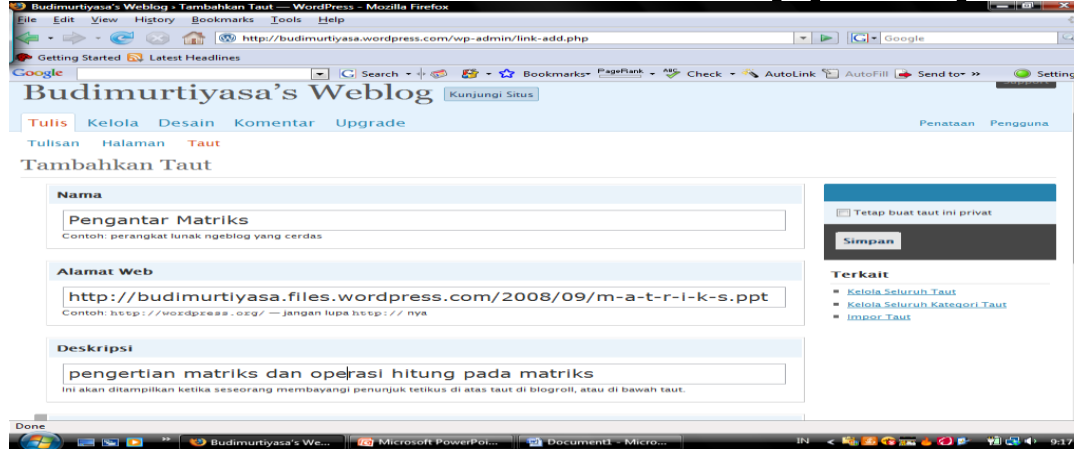 Budimurtiyasa's Weblog › Tambahkan Taut — WordPress - Mozilla Firefox
File Edit View History Bookmarks Tools Help
http://budimurtiyasa.wordpress.com/wp-admin/link-add.php
Google
Getting Started Latest Headlines
Google Search Bookmarks PageRank Check AutoLink AutoFill Send to Setting
Budimurtiyasa's Weblog Kunjungi Situs
Tulis Kelola Desain Komentar Upgrade Penataan Pengguna
Tulisan Halaman Taut
Tambahkan Taut
Nama
Pengantar Matriks
Contoh: perangkat lunak ngeblog yang cerdas
Tetap buat taut ini privat
Simpan
Alamat Web
http://budimurtiyasa.files.wordpress.com/2008/09/m-a-t-r-i-k-s.ppt
Contoh: http://wordpress.org/ — jangan lupa http:// nya
Terkait
Kelola Seluruh Taut
Kelola Seluruh Kategori Taut
Impor Taut
Deskripsi
pengertian matriks dan operasi hitung pada matriks
Ini akan ditampilkan ketika seseorang membayangi penunjuk tetikus di atas taut di blogroll, atau di bawah taut.
Done
Budimurtiyasa's We... Microsoft PowerPoi... Document1 - Micro... IN 9:17